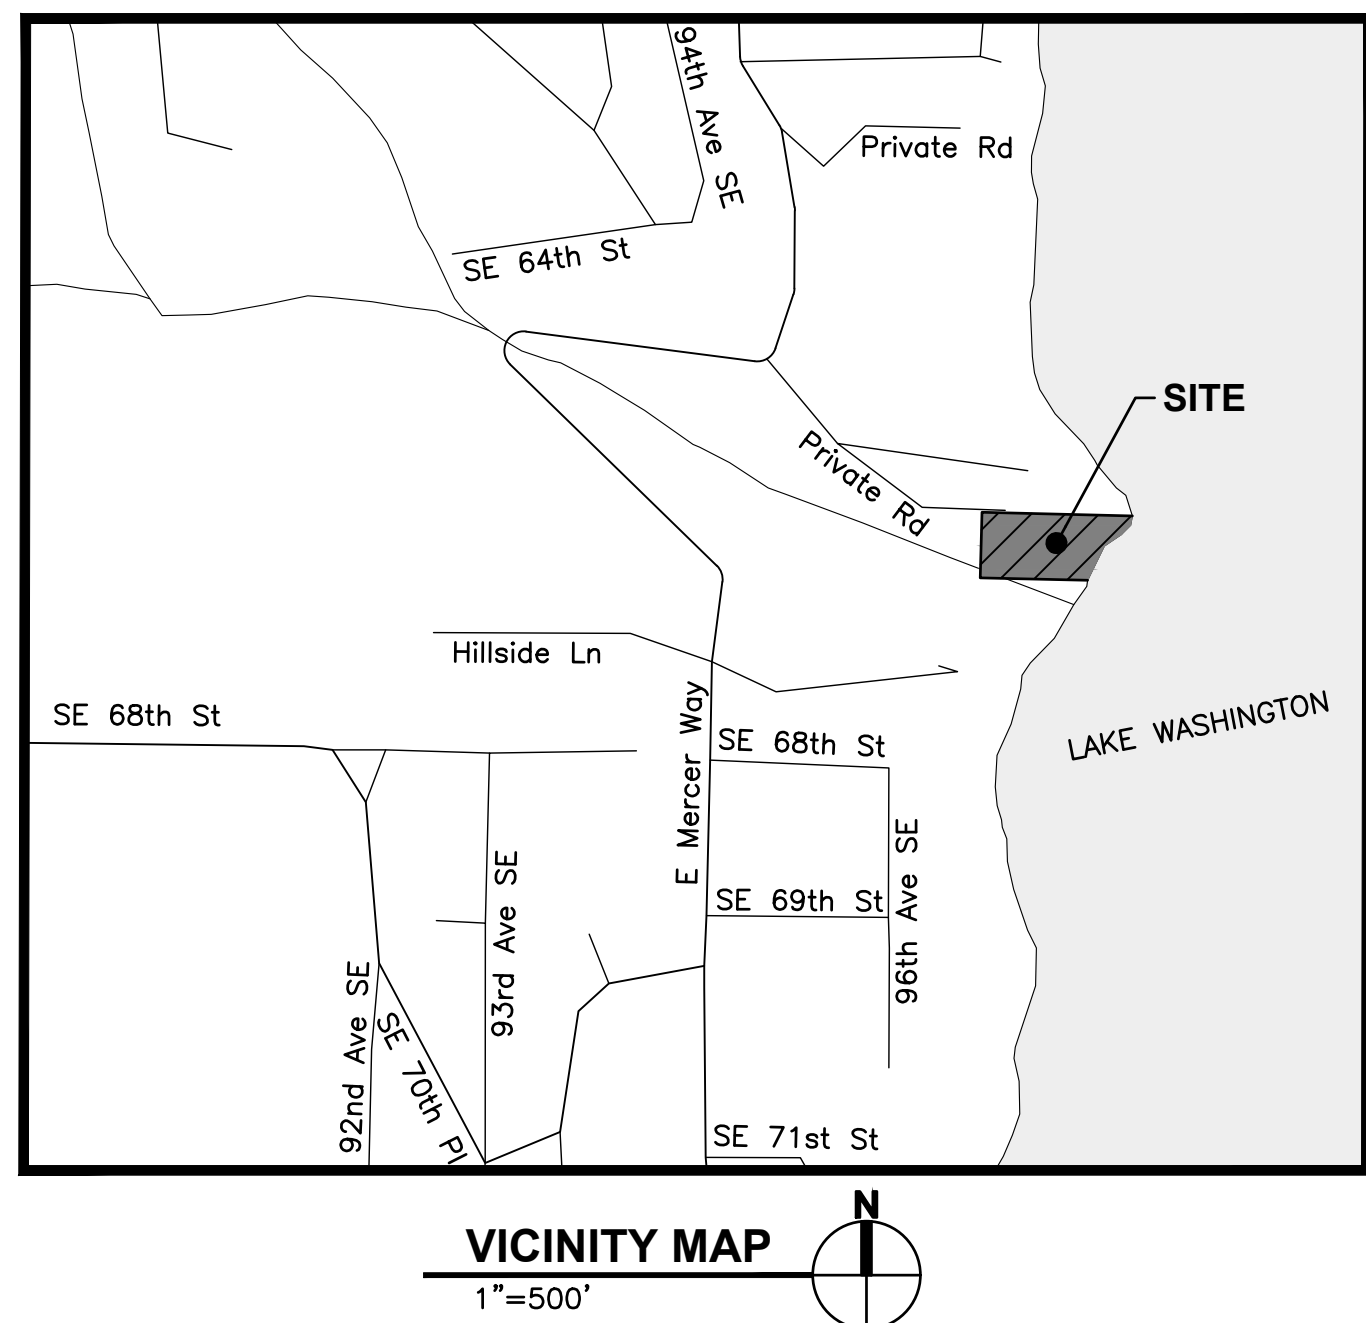 94th Ave SE
Private Rd
SE 64th St
SITE
Private Rd
Hillside Ln
SE 68th St
E Mercer Way
SE 68th St
LAKE WASHINGTON
93rd Ave SE
SE 69th St
96th Ave SE
92nd Ave SE
SE 70th Pl
SE 71st St
N
VICINITY MAP
1"=500'